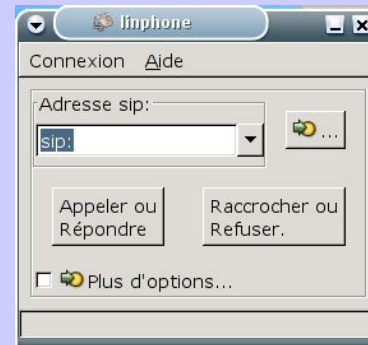 linphone
Connexion Aide
Adresse sip:
sip:
...
Appeler ou
Répondre
Raccrocher ou
Refuser.
Plus d'options...